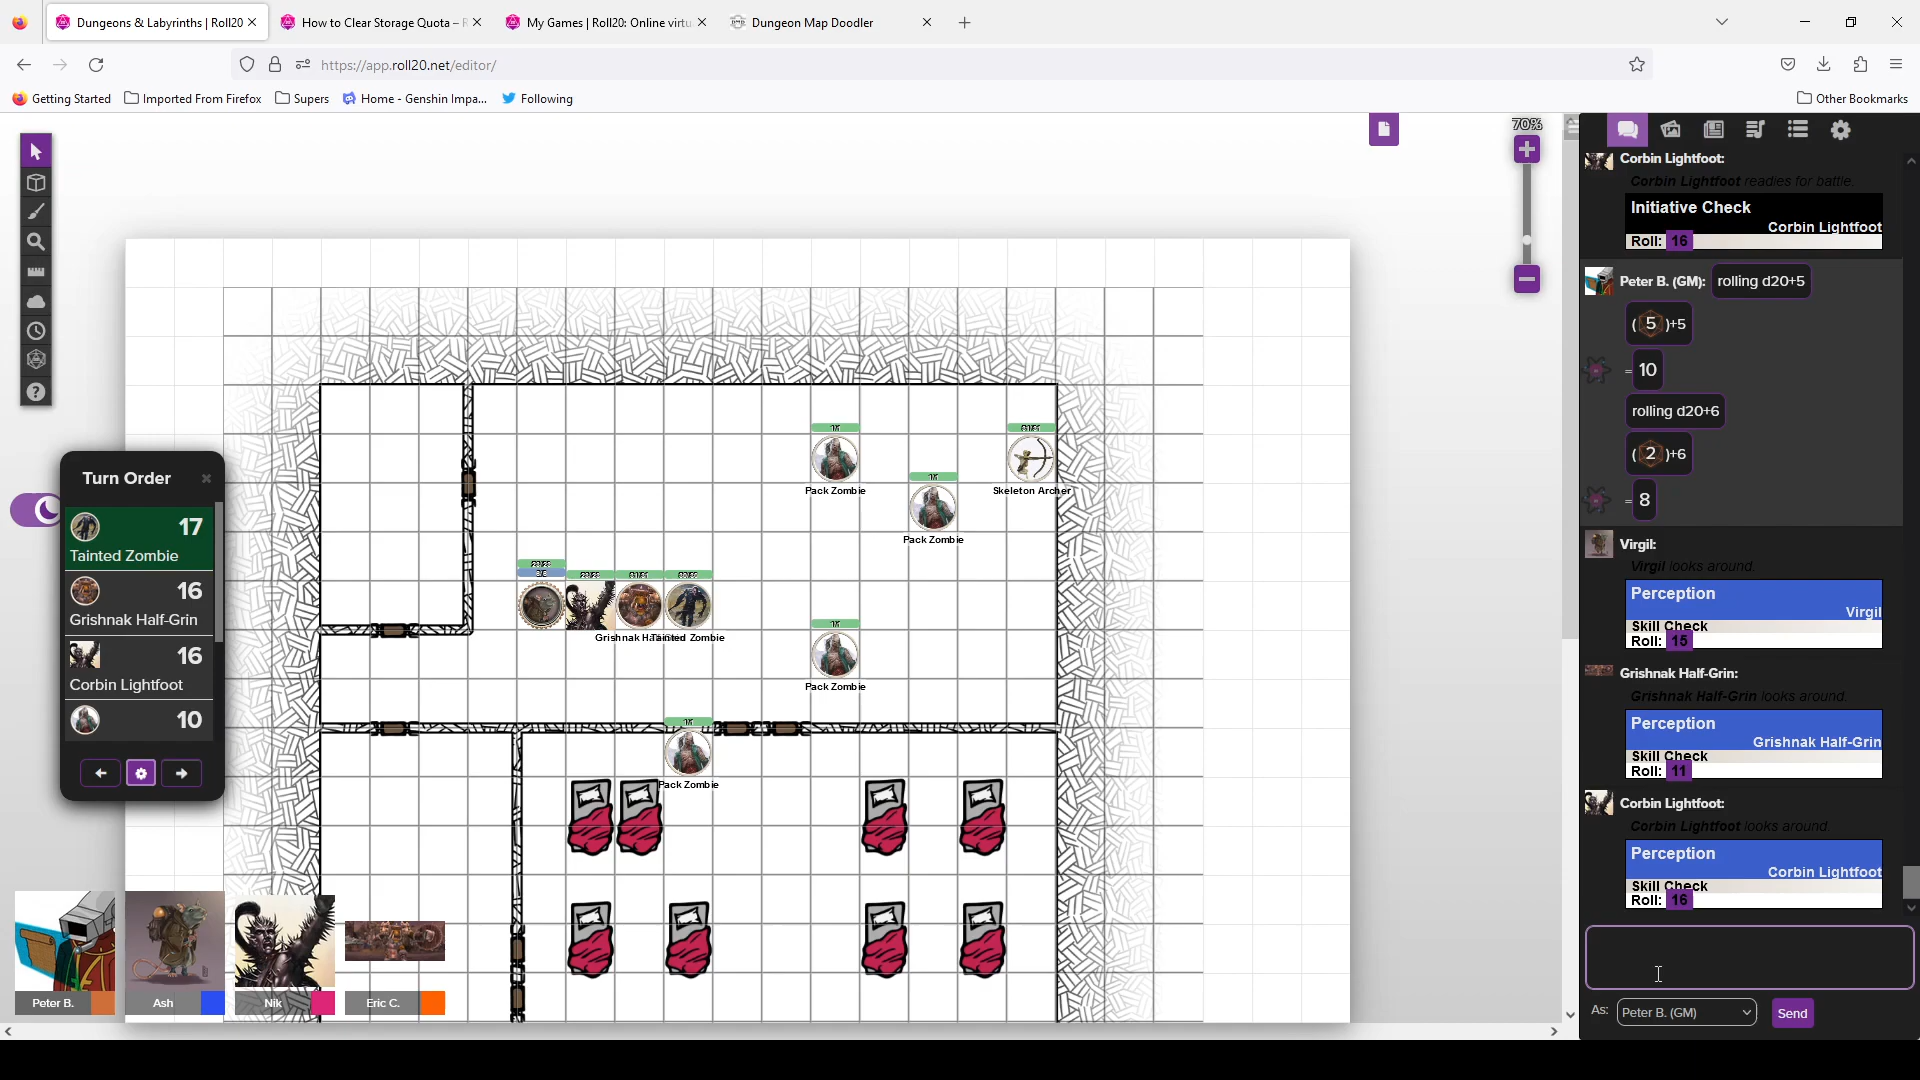 Dungeons & Labyrinths | Roll20
How to Clear Storage Quota – R
My Games | Roll20: Online virtu
Dungeon Map Doodler
https://app.roll20.net/editor/
Getting Started
Imported From Firefox
Supers
Home - Genshin Impa...
Following
Other Bookmarks
70%
Turn Order
17
Tainted Zombie
16
Grishnak Half-Grin
16
Corbin Lightfoot
10
Pack Zombie
Skeleton Archer
Pack Zombie
Tainted Zombie
Pack Zombie
Pack Zombie
Peter B.
Ash
Nik
Eric C.
Corbin Lightfoot:
Corbin Lightfoot readies for battle.
Initiative Check
Corbin Lightfoot
Roll: 16
Peter B. (GM): rolling d20+5
(5)+5
=10
rolling d20+6
(2)+6
=8
Virgil:
Virgil looks around.
Perception
Virgil
Skill Check
Roll: 15
Grishnak Half-Grin:
Grishnak Half-Grin looks around.
Perception
Grishnak Half-Grin
Skill Check
Roll: 11
Corbin Lightfoot:
Corbin Lightfoot looks around.
Perception
Corbin Lightfoot
Skill Check
Roll: 16
As: Peter B. (GM)
Send